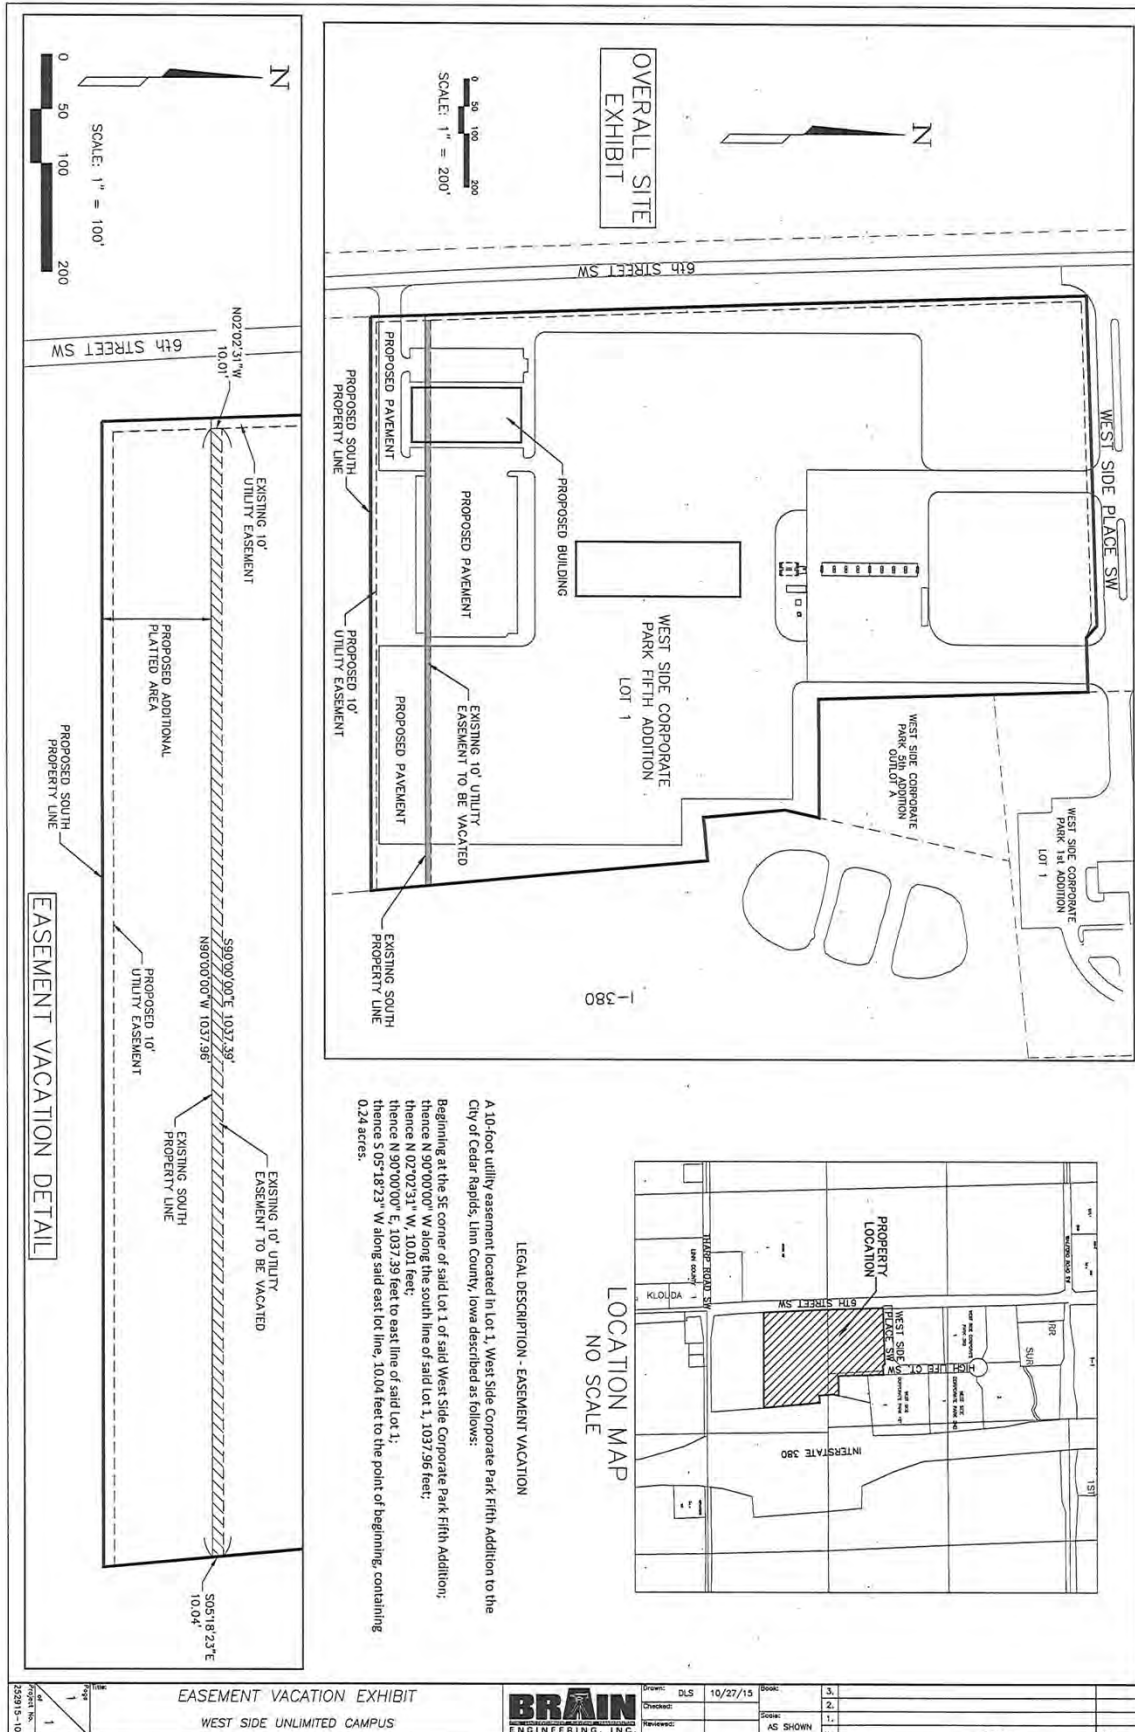 OVERALL SITE
EXHIBIT
N
0 50 100 200
SCALE: 1" = 200'
6th STREET SW
WEST SIDE PLACE SW
PROPOSED PAVEMENT
PROPOSED SOUTH
PROPERTY LINE
PROPOSED BUILDING
PROPOSED PAVEMENT
PROPOSED 10'
UTILITY EASEMENT
WEST SIDE CORPORATE
PARK FIFTH ADDITION
LOT 1
EXISTING 10' UTILITY
EASEMENT TO BE VACATED
PROPOSED PAVEMENT
WEST SIDE CORPORATE
PARK 5th ADDITION
OUTLOT A
WEST SIDE CORPORATE
PARK 1st ADDITION
LOT 1
EXISTING SOUTH
PROPERTY LINE
I-380
N
SCALE: 1" = 100'
0 50 100 200
6th STREET SW
N02°02'31"W
10.01'
EXISTING 10'
UTILITY EASEMENT
PROPOSED ADDITIONAL
PLATTED AREA
PROPOSED SOUTH
PROPERTY LINE
S90°00'00"E 1037.39'
N90°00'00"W 1037.96'
PROPOSED 10'
UTILITY EASEMENT
EXISTING SOUTH
PROPERTY LINE
EXISTING 10' UTILITY
EASEMENT TO BE VACATED
S05°18'23"E
10.04'
EASEMENT VACATION DETAIL
PROPERTY
LOCATION
THARP ROAD SW
LINN COUNTY
KLOUDA
6TH STREET SW
WEST SIDE
PLACE SW
HIGH LIFE CT. SW
RR
SUR
1ST
INTERSTATE 380
LOCATION MAP
NO SCALE
LEGAL DESCRIPTION - EASEMENT VACATION
A 10-foot utility easement located in Lot 1, West Side Corporate Park Fifth Addition to the
City of Cedar Rapids, Linn County, Iowa described as follows:
Beginning at the SE corner of said Lot 1 of said West Side Corporate Park Fifth Addition;
thence N 90°00'00" W along the south line of said Lot 1, 1037.96 feet;
thence N 02°02'31" W, 10.01 feet;
thence N 90°00'00" E, 1037.39 feet to east line of said Lot 1;
thence S 05°18'23" W along said east lot line, 10.04 feet to the point of beginning, containing
0.24 acres.
Project No.
252915-10
Page 1 of 1
Title:
EASEMENT VACATION EXHIBIT
WEST SIDE UNLIMITED CAMPUS
BRAIN
ENGINEERING, INC.
Drawn: DLS 10/27/15
Checked:
Reviewed:
Book:
Scale:
AS SHOWN
3.
2.
1.